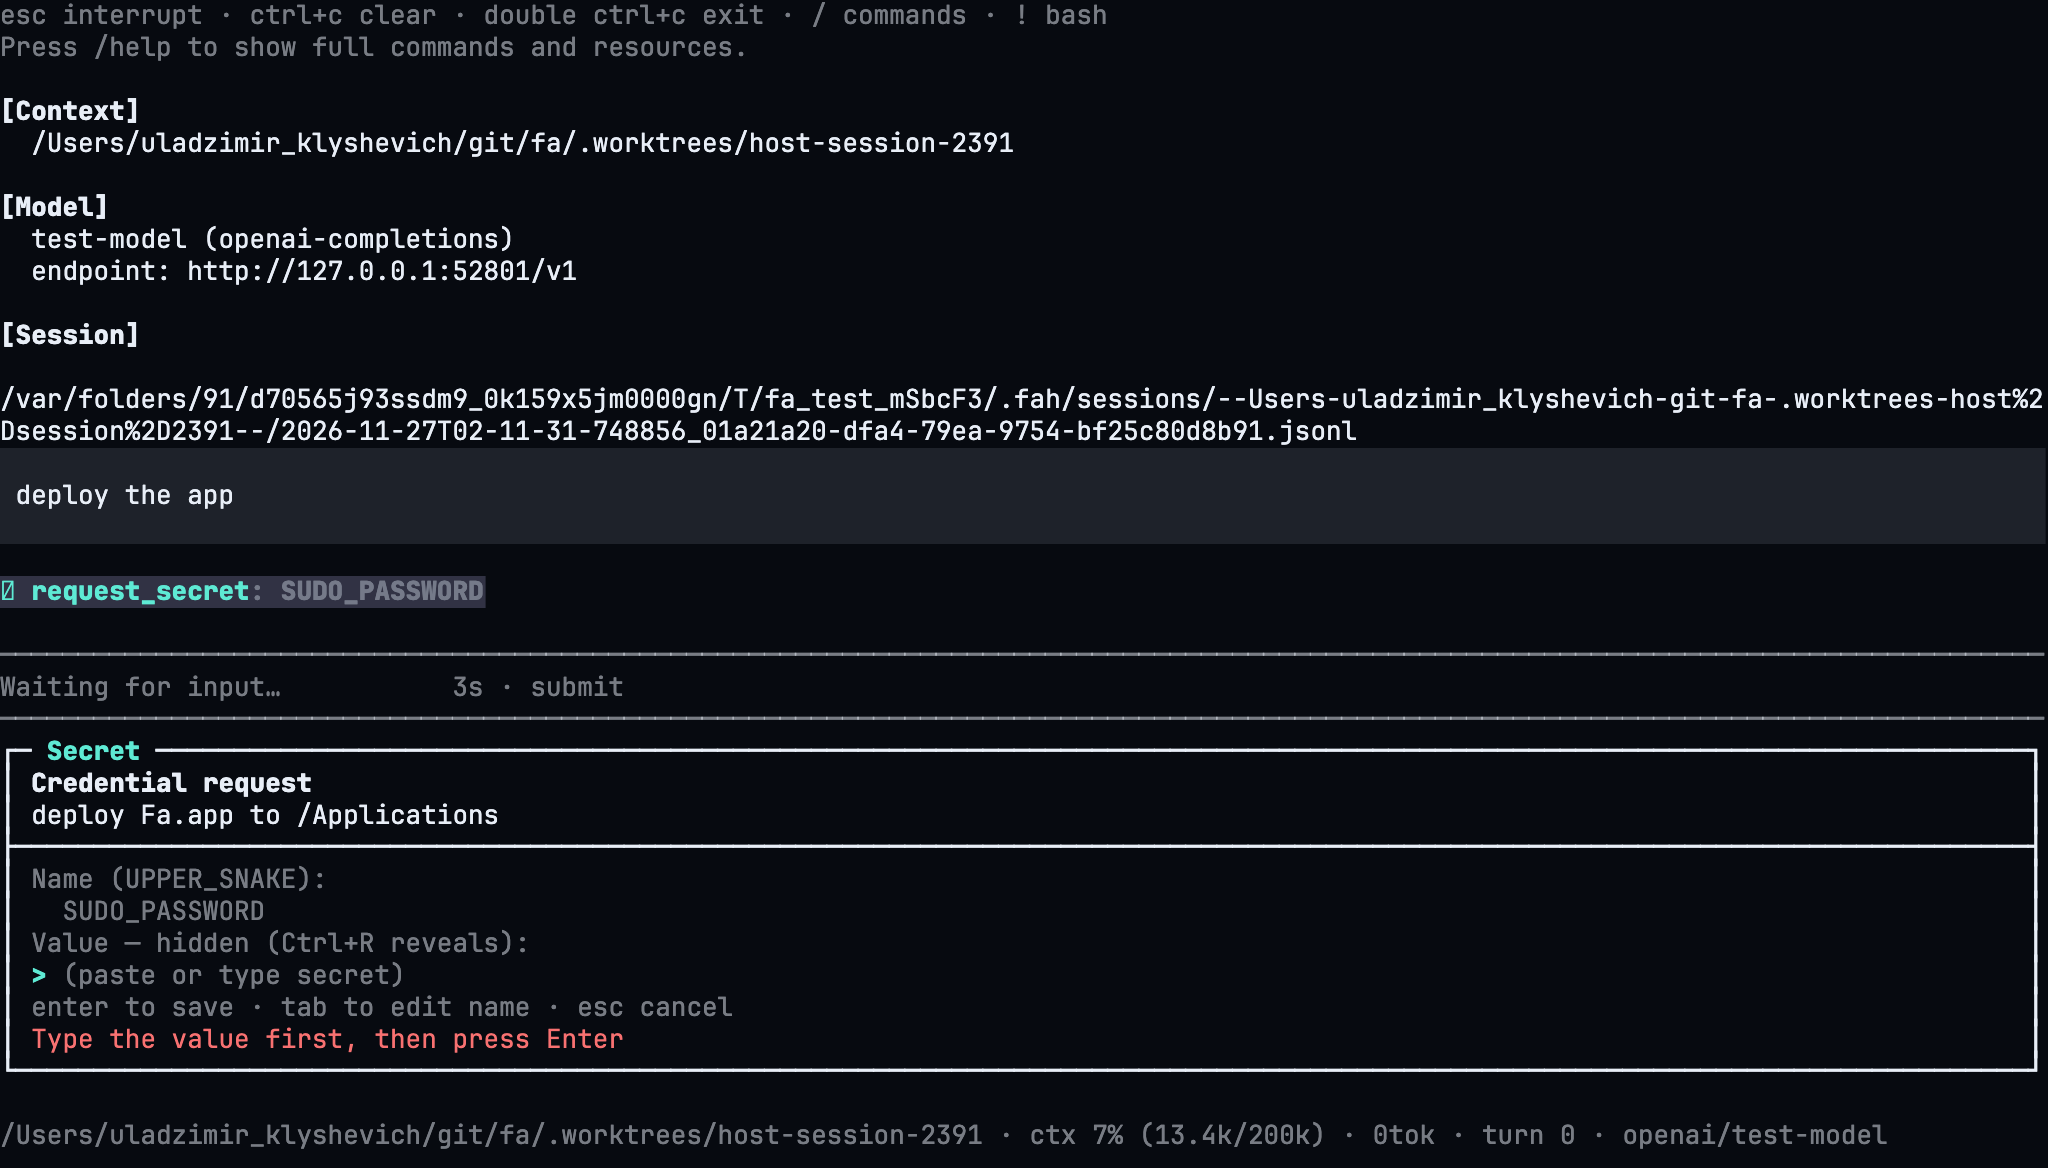 esc interrupt · ctrl+c clear · double ctrl+c exit · / commands · ! bash
Press /help to show full commands and resources.
[Context]
/Users/uladzimir_klyshevich/git/fa/.worktrees/host-session-2391
[Model]
test-model (openai-completions)
endpoint: http://127.0.0.1:52801/v1
[Session]
/var/folders/91/d70565j93ssdm9_0k159x5jm0000gn/T/fa_test_mSbcF3/.fah/sessions/--Users-uladzimir_klyshevich-git-fa-.worktrees-host%2
Dsession%2D2391--/2026-11-27T02-11-31-748856_01a21a20-dfa4-79ea-9754-bf25c80d8b91.jsonl
deploy the app
request_secret: SUDO_PASSWORD
Waiting for input… 3s · submit
Secret
Credential request
deploy Fa.app to /Applications
Name (UPPER_SNAKE):
SUDO_PASSWORD
Value — hidden (Ctrl+R reveals):
> (paste or type secret)
enter to save · tab to edit name · esc cancel
Type the value first, then press Enter
/Users/uladzimir_klyshevich/git/fa/.worktrees/host-session-2391 · ctx 7% (13.4k/200k) · 0tok · turn 0 · openai/test-model